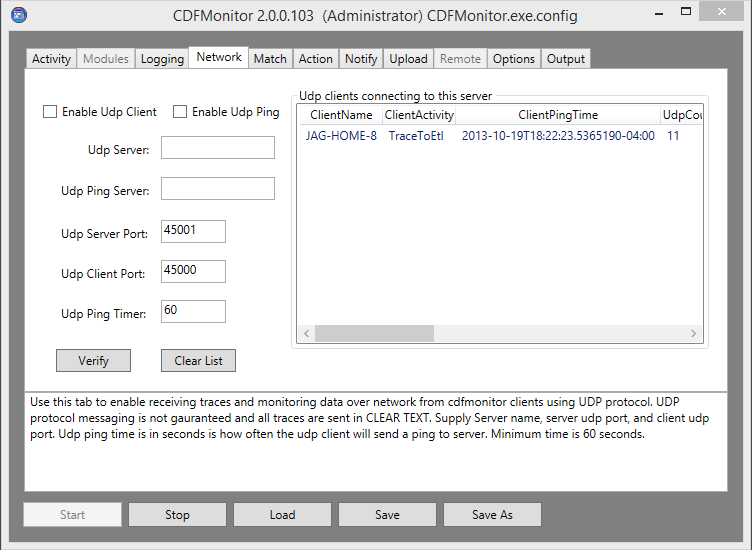 CDFMonitor 2.0.0.103 (Administrator) CDFMonitor.exe.config
Activity Modules Logging Network Match Action Notify Upload Remote Options Output
Enable Udp Client Enable Udp Ping
Udp Server:
Udp Ping Server:
Udp Server Port: 45001
Udp Client Port: 45000
Udp Ping Timer: 60
Verify Clear List
Udp clients connecting to this server
ClientName ClientActivity ClientPingTime UdpCou
JAG-HOME-8 TraceToEtl 2013-10-19T18:22:23.5365190-04:00 11
Use this tab to enable receiving traces and monitoring data over network from cdfmonitor clients using UDP protocol. UDP
protocol messaging is not gauranteed and all traces are sent in CLEAR TEXT. Supply Server name, server udp port, and client udp
port. Udp ping time is in seconds is how often the udp client will send a ping to server. Minimum time is 60 seconds.
Start Stop Load Save Save As